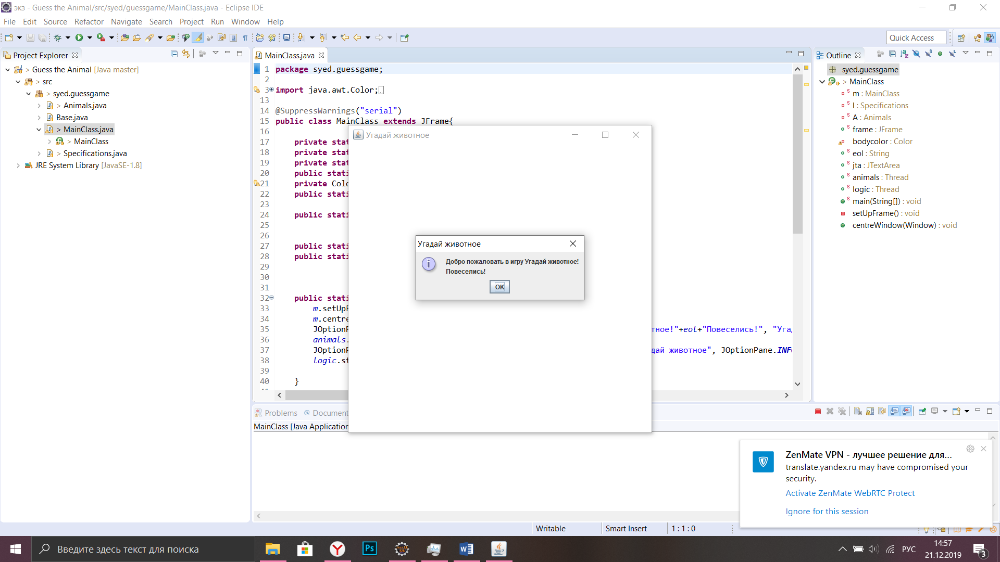 экз - Guess the Animal/src/syed/guessgame/MainClass.java - Eclipse IDE
File Edit Source Refactor Navigate Search Project Run Window Help
Quick Access
Project Explorer
> Guess the Animal [Java master]
> src
> syed.guessgame
> Animals.java
Base.java
> MainClass.java
> MainClass
> Specifications.java
JRE System Library [JavaSE-1.8]
MainClass.java
1 package syed.guessgame;
2
3 import java.awt.Color;
13
14 @SuppressWarnings("serial")
15 public class MainClass extends JFrame{
16
17 private stat
18 private stat
19 private stat
20 public stati
21 private Colo
22 public stati
23
24 public stati
25
26
27 public stati
28 public stati
29
30
31
32 public stati
33 m.setUpF
34 m.centre
35 JOptionP тное!"+eol+"Повеселись!", "Угад
36 animals.
37 JOptionP дай животное", JOptionPane.INFO
38 logic.st
39
40 }
Угадай животное
Угадай животное
Добро пожаловать в игру Угадай животное!
Повеселись!
OK
Outline
syed.guessgame
> MainClass
m : MainClass
l : Specifications
A : Animals
frame : JFrame
bodycolor : Color
eol : String
jta : JTextArea
animals : Thread
logic : Thread
main(String[]) : void
setUpFrame() : void
centreWindow(Window) : void
Problems @ Document
MainClass [Java Application
ZenMate VPN - лучшее решение для...
translate.yandex.ru may have compromised your
security.
Activate ZenMate WebRTC Protect
Ignore for this session
Writable Smart Insert 1 : 1 : 0
Введите здесь текст для поиска
Ps
РУС
14:57
21.12.2019
3